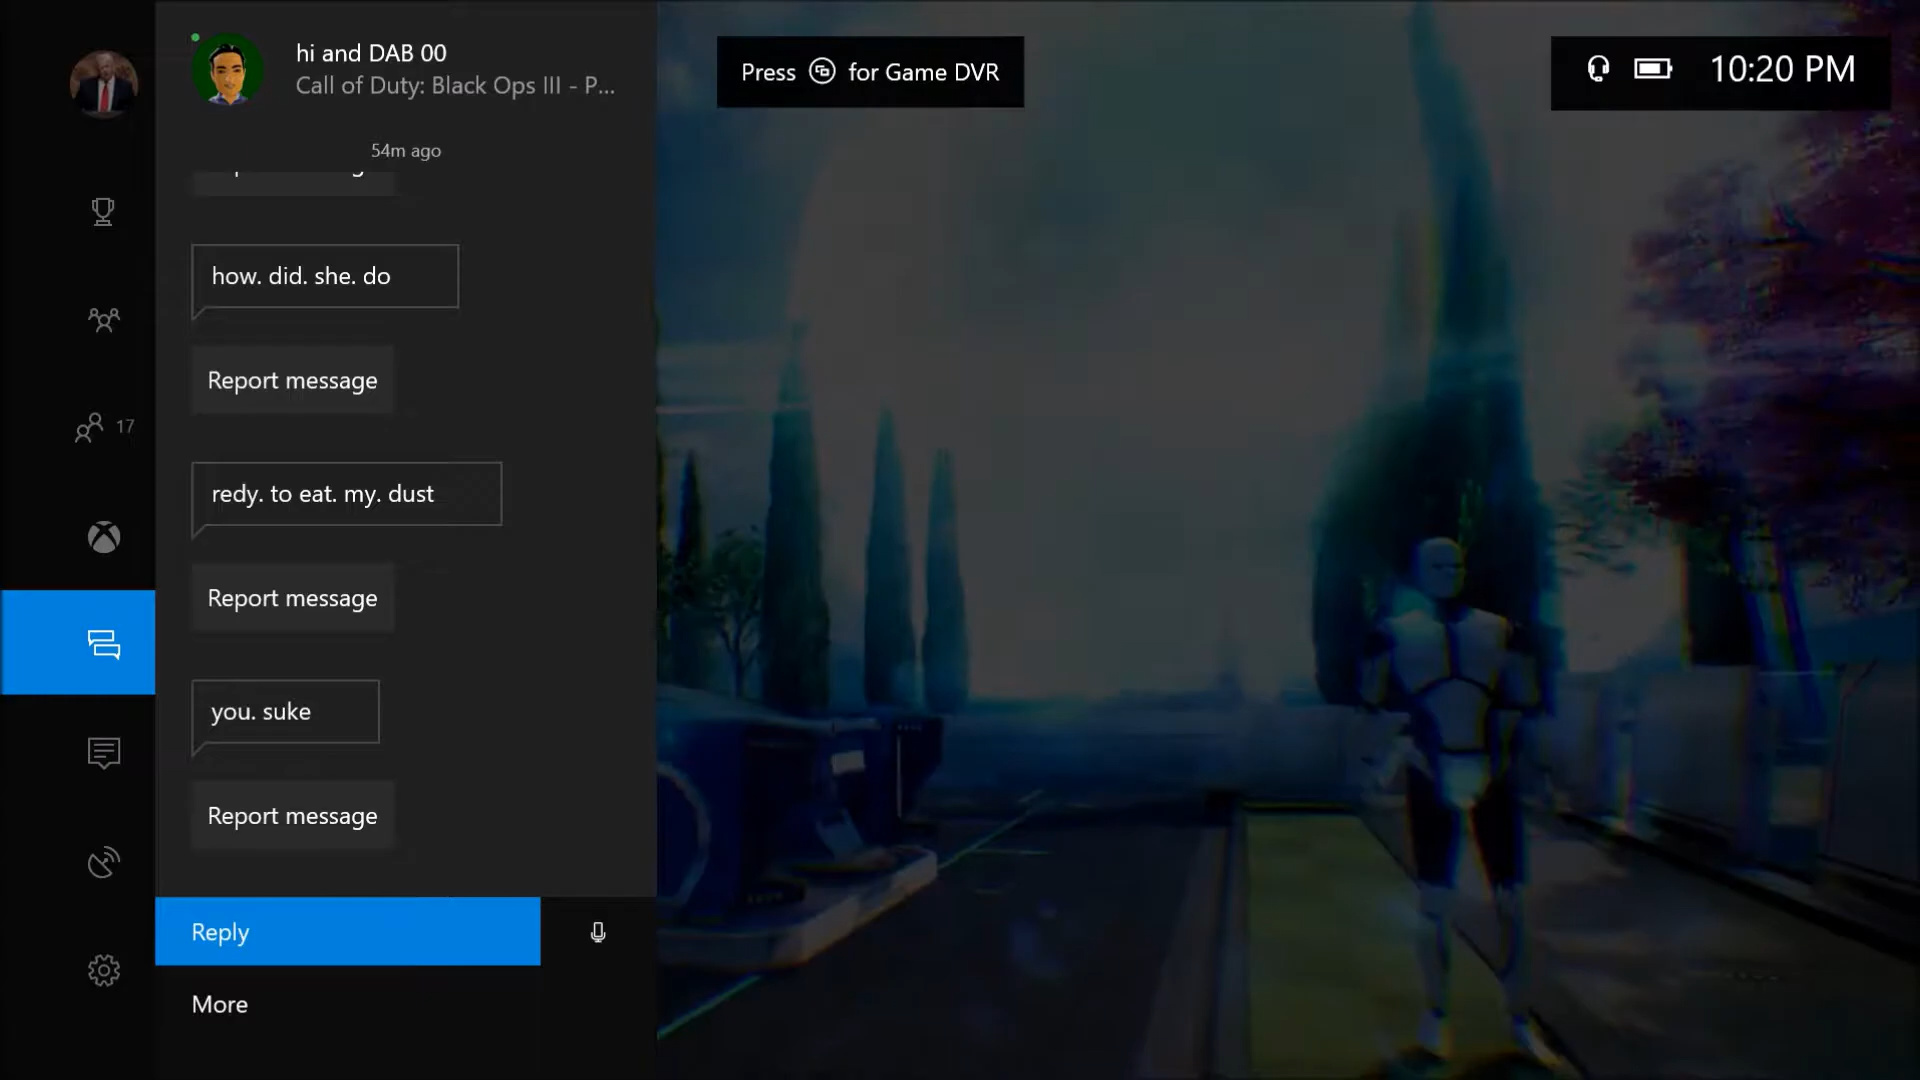 hi and DAB 00
Call of Duty: Black Ops III - P...
Press for Game DVR
10:20 PM
54m ago
how. did. she. do
Report message
17
redy. to eat. my. dust
Report message
you. suke
Report message
Reply
More